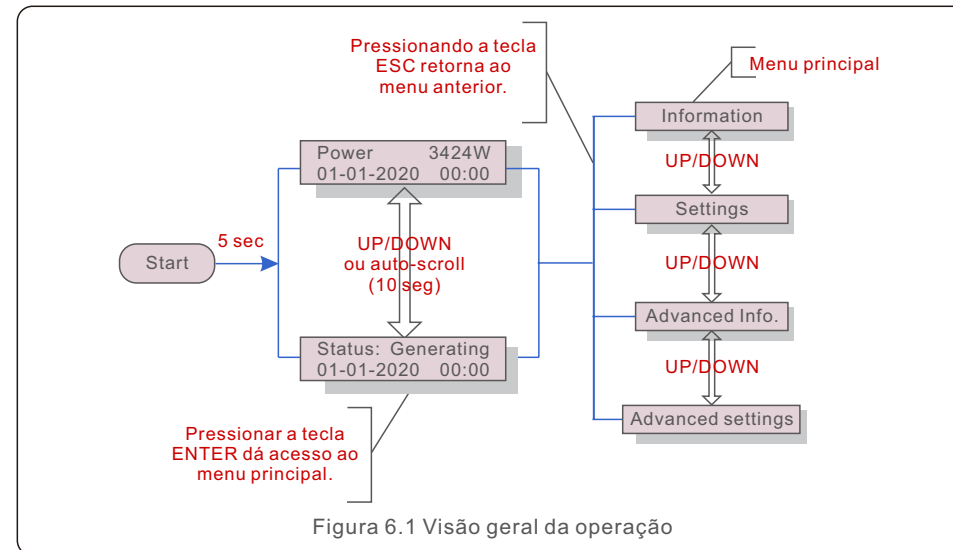 Pressionando a tecla
ESC retorna ao
menu anterior.
Menu principal
Information
UP/DOWN
Settings
UP/DOWN
Advanced Info.
UP/DOWN
Advanced settings
Power 3424W
01-01-2020 00:00
5 sec
Start
UP/DOWN
ou auto-scroll
(10 seg)
Status: Generating
01-01-2020 00:00
Pressionar a tecla
ENTER dá acesso ao
menu principal.
Figura 6.1 Visão geral da operação